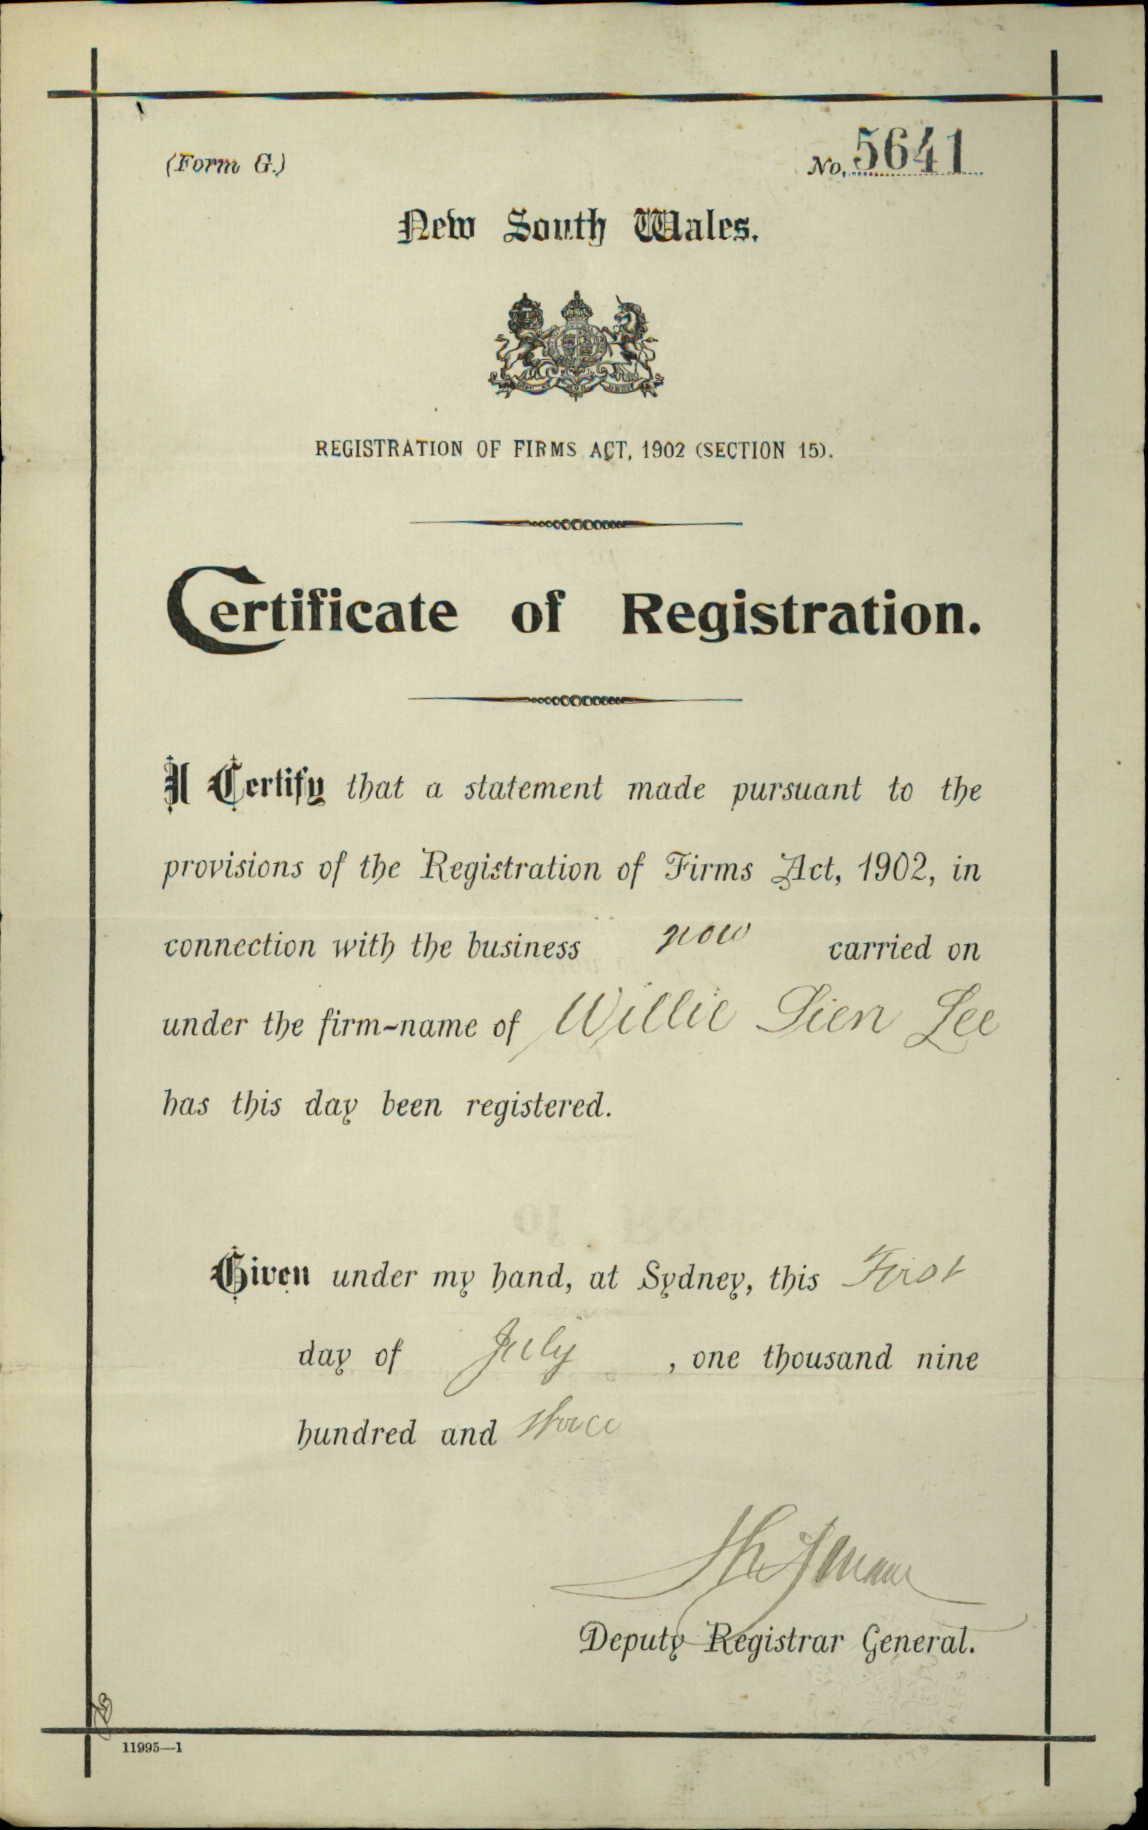 (Form G.)
No. 5641
New South Wales.
REGISTRATION OF FIRMS ACT, 1902 (SECTION 15).
Certificate of Registration.
I Certify that a statement made pursuant to the
provisions of the Registration of Firms Act, 1902, in
connection with the business now carried on
under the firm-name of Willie Sien Lee
has this day been registered.
Given under my hand, at Sydney, this First
day of July, one thousand nine
hundred and three
Deputy Registrar General.
11995—1